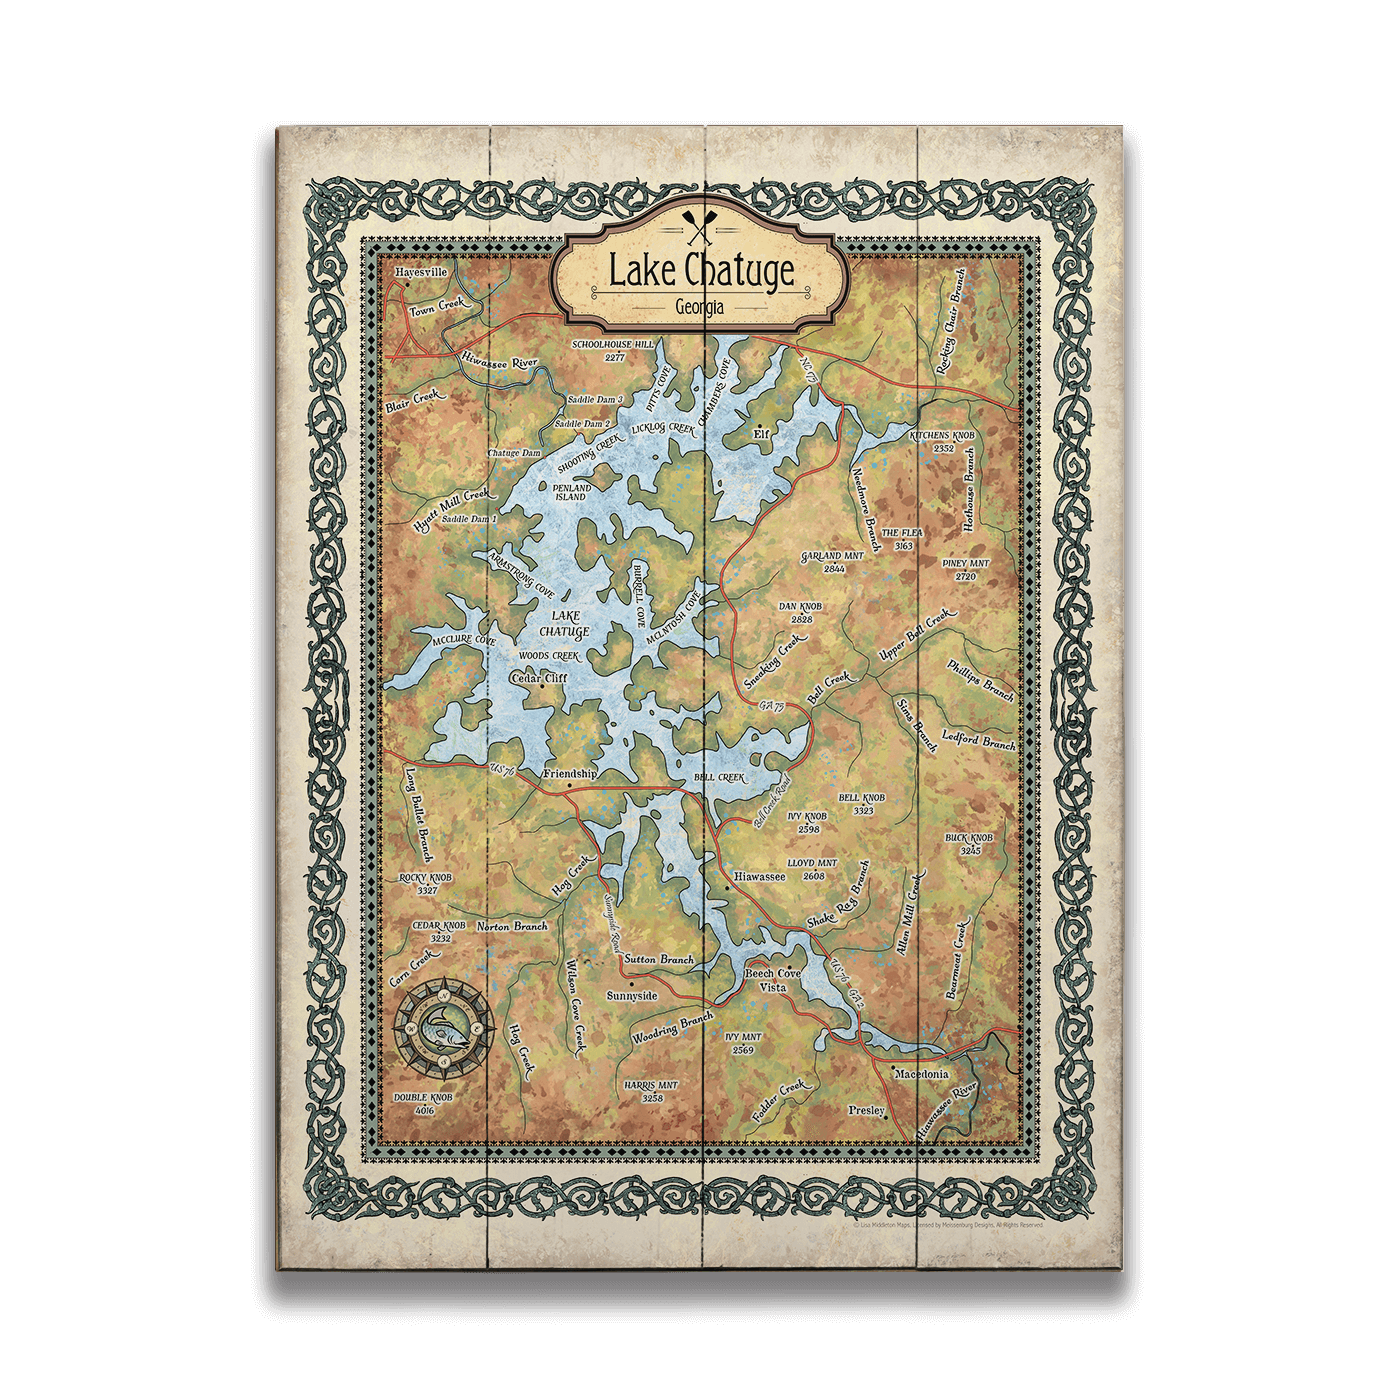 Lake Chatuge
Georgia
Hayesville
Town Creek
Rocking Chair Branch
SCHOOLHOUSE HILL
2277
Hiwassee River
PITTS COVE
CHAMBERS COVE
NC 175
Blair Creek
Saddle Dam 3
Saddle Dam 2
LICKLOG CREEK
Elf
KITCHENS KNOB
2352
Chatuge Dam
SHOOTING CREEK
Hothouse Branch
PENLAND
ISLAND
Needmore Branch
Hyatt Mill Creek
Saddle Dam 1
THE FLEA
3163
GARLAND MNT
2844
PINEY MNT
2720
ARMSTRONG COVE
BURRELL COVE
MCLNTOSH COVE
DAN KNOB
2828
LAKE
CHATUGE
MCCLURE COVE
Upper Bell Creek
WOODS CREEK
Sneaking Creek
Cedar Cliff
Bell Creek
Phillips Branch
GA 75
Sims Branch
Ledford Branch
US 76
Friendship
BELL CREEK
Bell Creek Road
Long Bullet Branch
BELL KNOB
3323
IVY KNOB
2598
BUCK KNOB
3245
LLOYD MNT
2608
Hiawassee
ROCKY KNOB
3327
Hog Creek
Shake Rag Branch
Allen Mill Creek
CEDAR KNOB
3232
Norton Branch
Sunnyside Road
Corn Creek
Sutton Branch
Beech Cove
Vista
US 76
GA 2
Bearmeat Creek
Wilson Cove Creek
Sunnyside
N
W
E
S
Hog Creek
Woodring Branch
IVY MNT
2569
Macedonia
HARRIS MNT
3258
DOUBLE KNOB
4016
Fodder Creek
Presley
Hiawassee River
© Lisa Middleton Maps, Licensed by Meissenburg Designs. All Rights Reserved.